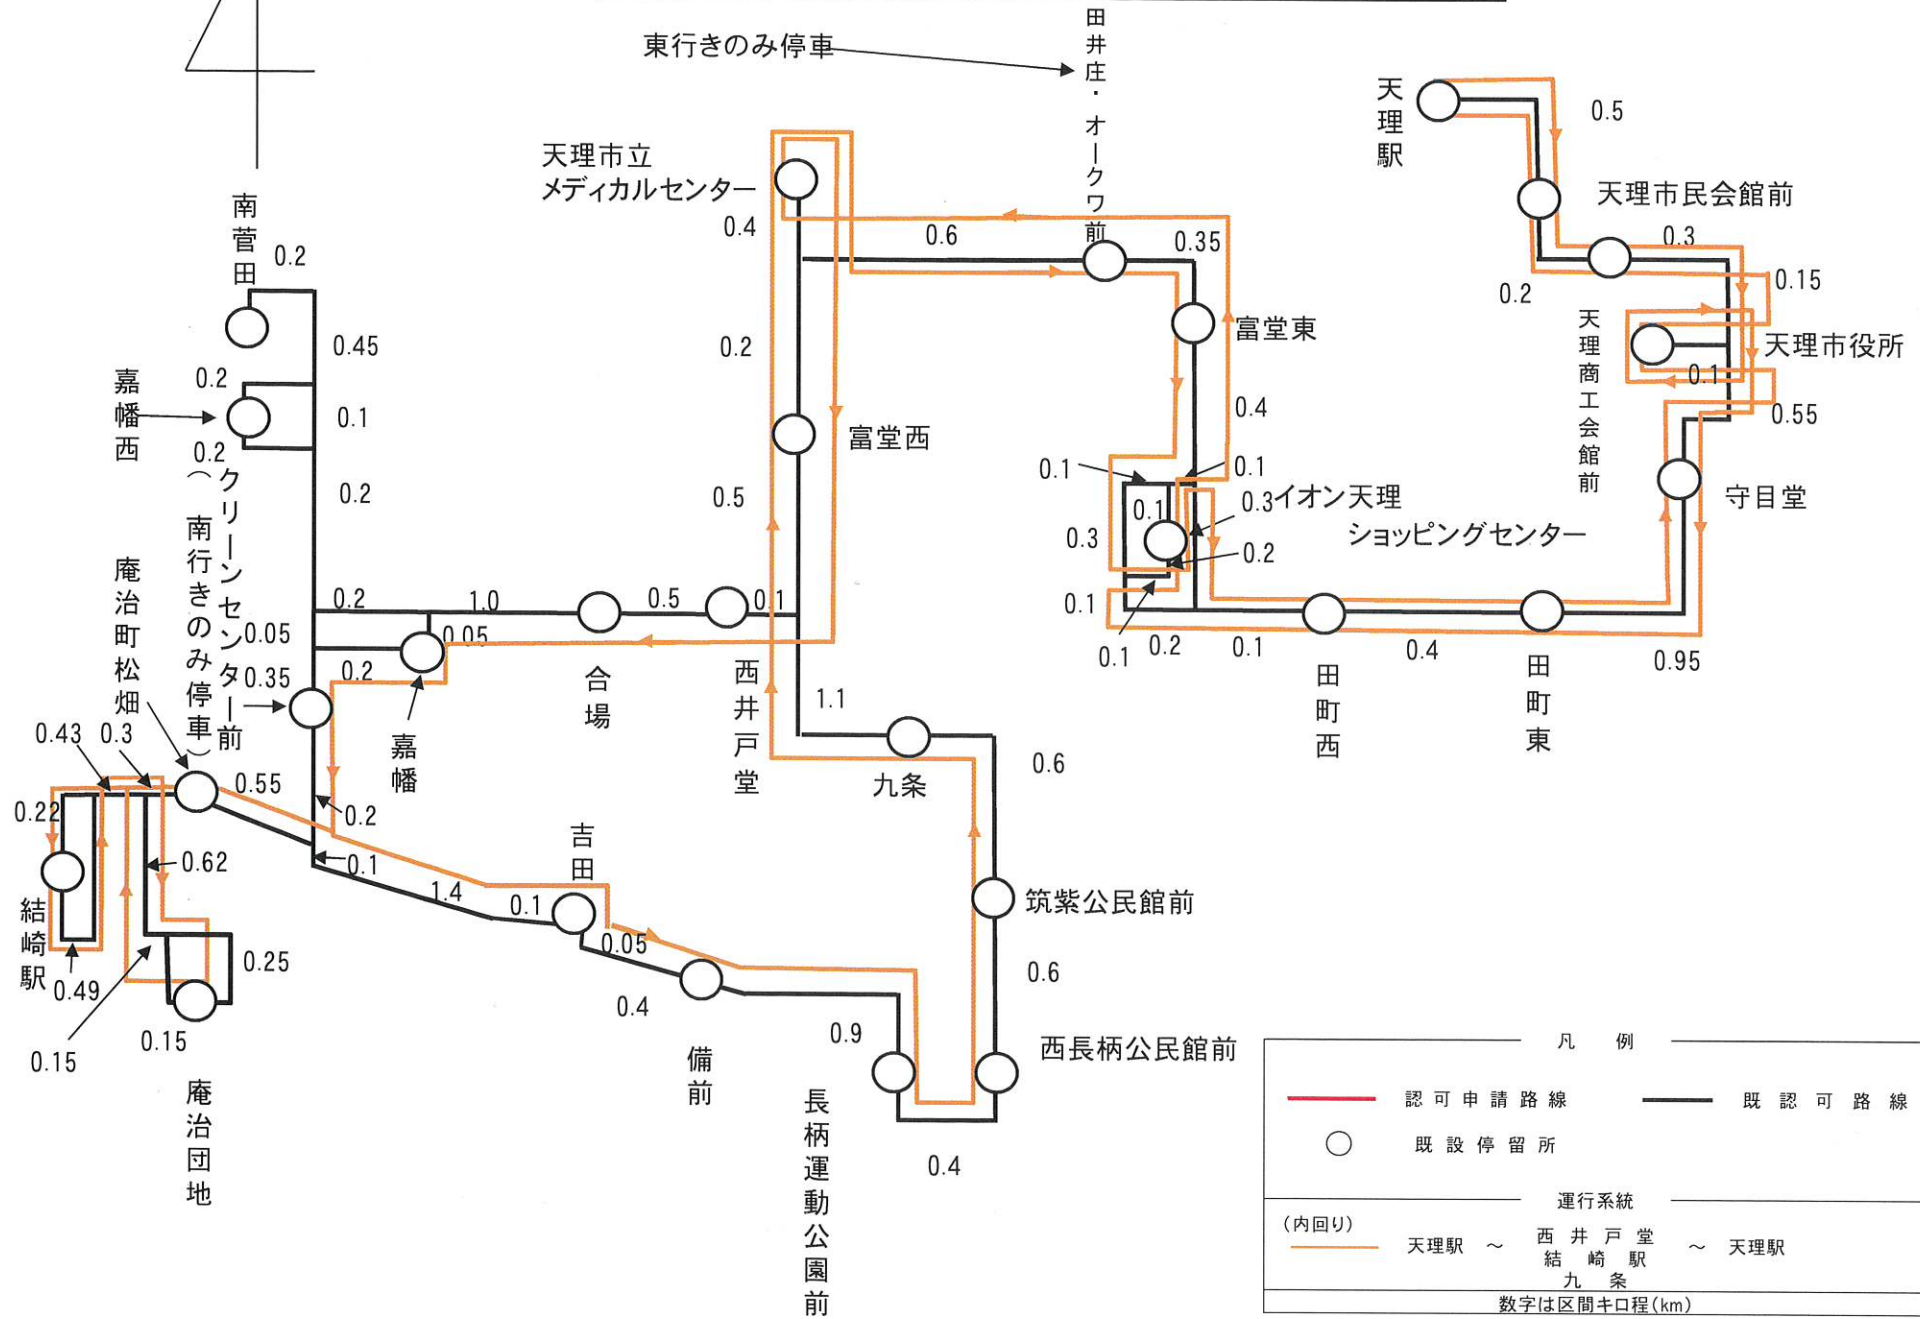 東行きのみ停車
田井庄・オークワ前
天理駅
0.5
天理市民会館前
0.3
0.2
0.15
天理商工会館前
天理市役所
0.1
0.55
守目堂
天理市立
メディカルセンター
0.4
0.6
0.35
富堂東
0.2
富堂西
0.5
0.4
0.1
0.1
0.1
0.3
イオン天理
ショッピングセンター
0.3
0.2
0.1
0.1
0.2
0.1
0.4
0.95
田町西
田町東
南菅田
0.2
0.45
嘉幡西
0.2
0.1
0.2
0.2
クリーンセンター前
(南行きのみ停車)
0.2
1.0
0.5
0.1
0.05
0.05
0.2
0.35
合場
西井戸堂
嘉幡
庵治町松畑
0.43
0.3
0.55
0.22
0.2
0.62
0.1
1.4
吉田
0.1
0.05
結崎駅
0.49
0.25
0.15
0.15
庵治団地
0.4
備前
0.9
長柄運動公園前
0.4
1.1
九条
0.6
筑紫公民館前
0.6
西長柄公民館前
凡例
認可申請路線
既認可路線
既設停留所
運行系統
(内回り)
天理駅 ～ 西井戸堂 ～ 天理駅
結崎駅
九条
数字は区間キロ程(km)